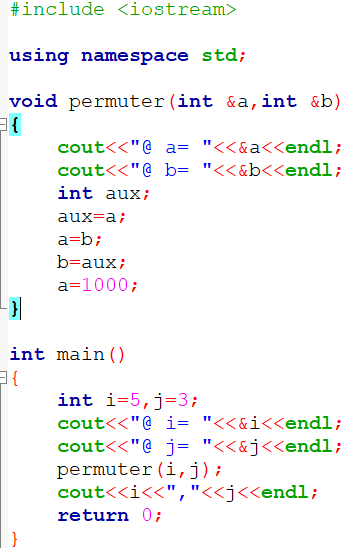 #include <iostream>
using namespace std;
void permuter(int &a,int &b)
{
cout<<"@ a= "<<&a<<endl;
cout<<"@ b= "<<&b<<endl;
int aux;
aux=a;
a=b;
b=aux;
a=1000;
}
int main()
{
int i=5,j=3;
cout<<"@ i= "<<&i<<endl;
cout<<"@ j= "<<&j<<endl;
permuter(i,j);
cout<<i<<","<<j<<endl;
return 0;
}